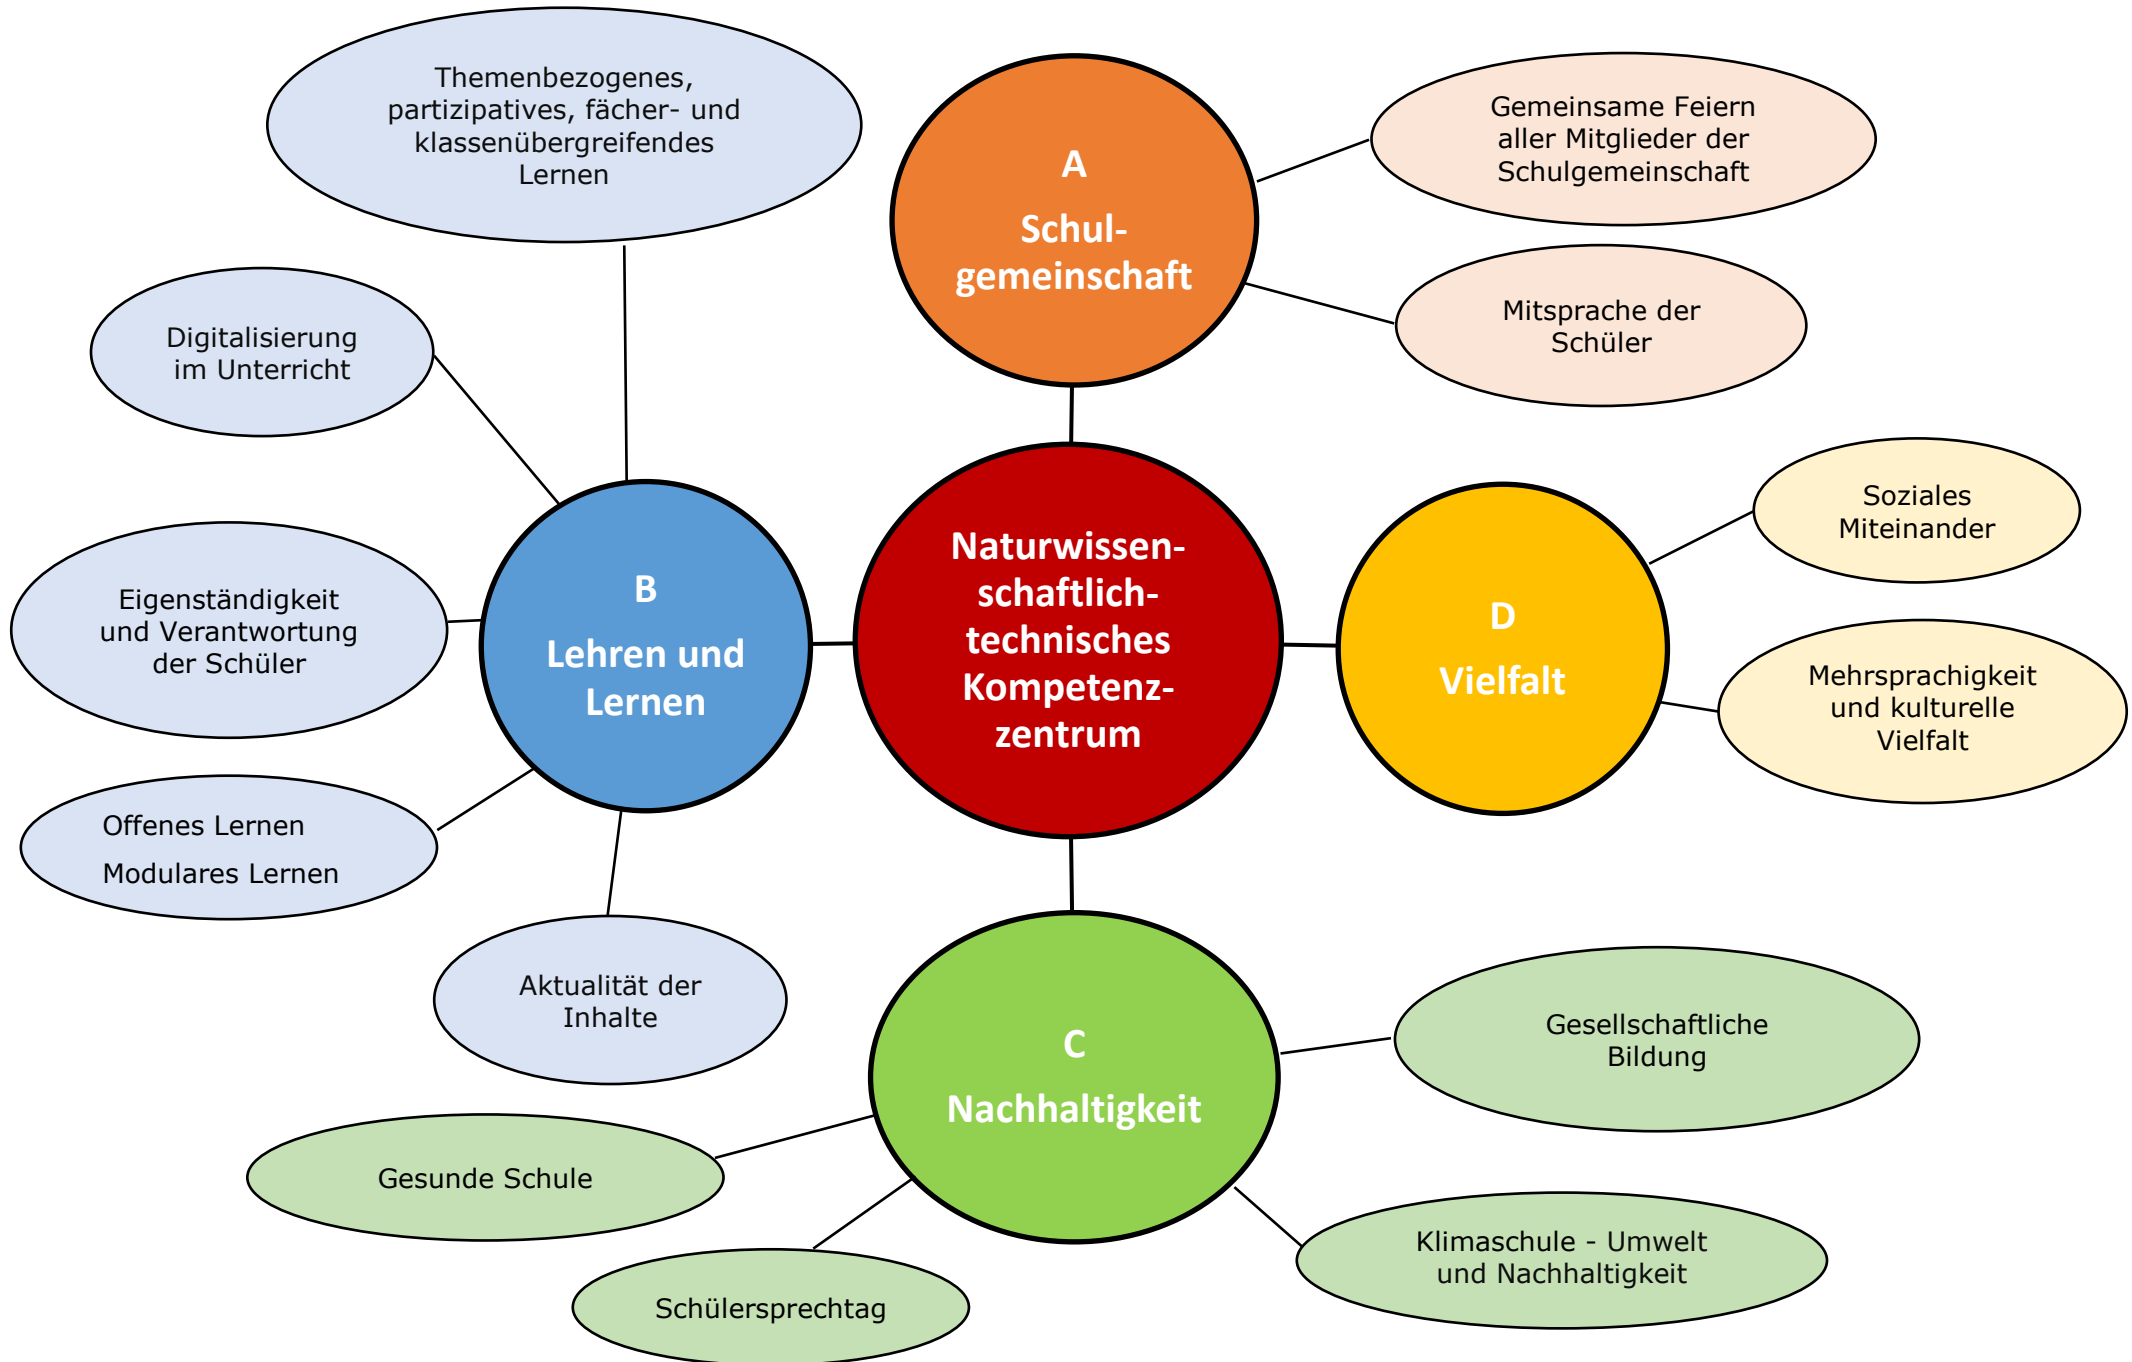 Themenbezogenes,
partizipatives, fächer- und
klassenübergreifendes
Lernen
A
Schul-
gemeinschaft
Gemeinsame Feiern
aller Mitglieder der
Schulgemeinschaft
Mitsprache der
Schüler
Digitalisierung
im Unterricht
Eigenständigkeit
und Verantwortung
der Schüler
Offenes Lernen
Modulares Lernen
Aktualität der
Inhalte
B
Lehren und
Lernen
Naturwissen-
schaftlich-
technisches
Kompetenz-
zentrum
D
Vielfalt
Soziales
Miteinander
Mehrsprachigkeit
und kulturelle
Vielfalt
C
Nachhaltigkeit
Gesellschaftliche
Bildung
Gesunde Schule
Schülersprechtag
Klimaschule - Umwelt
und Nachhaltigkeit